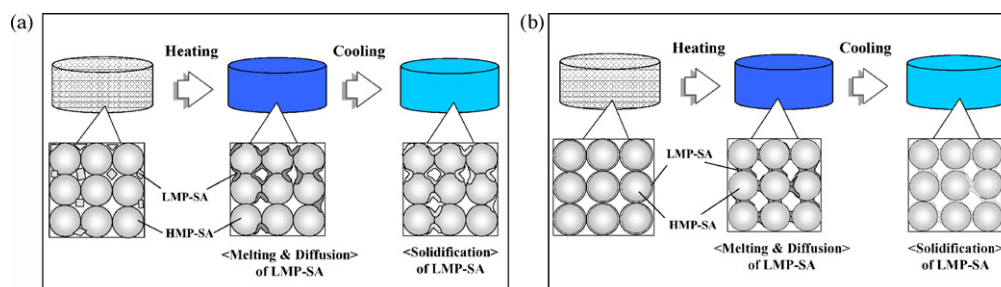 (a)
Heating
Cooling
LMP-SA
HMP-SA
<Melting & Diffusion>
of LMP-SA
<Solidification>
of LMP-SA
(b)
Heating
Cooling
LMP-SA
HMP-SA
<Melting & Diffusion>
of LMP-SA
<Solidification>
of LMP-SA